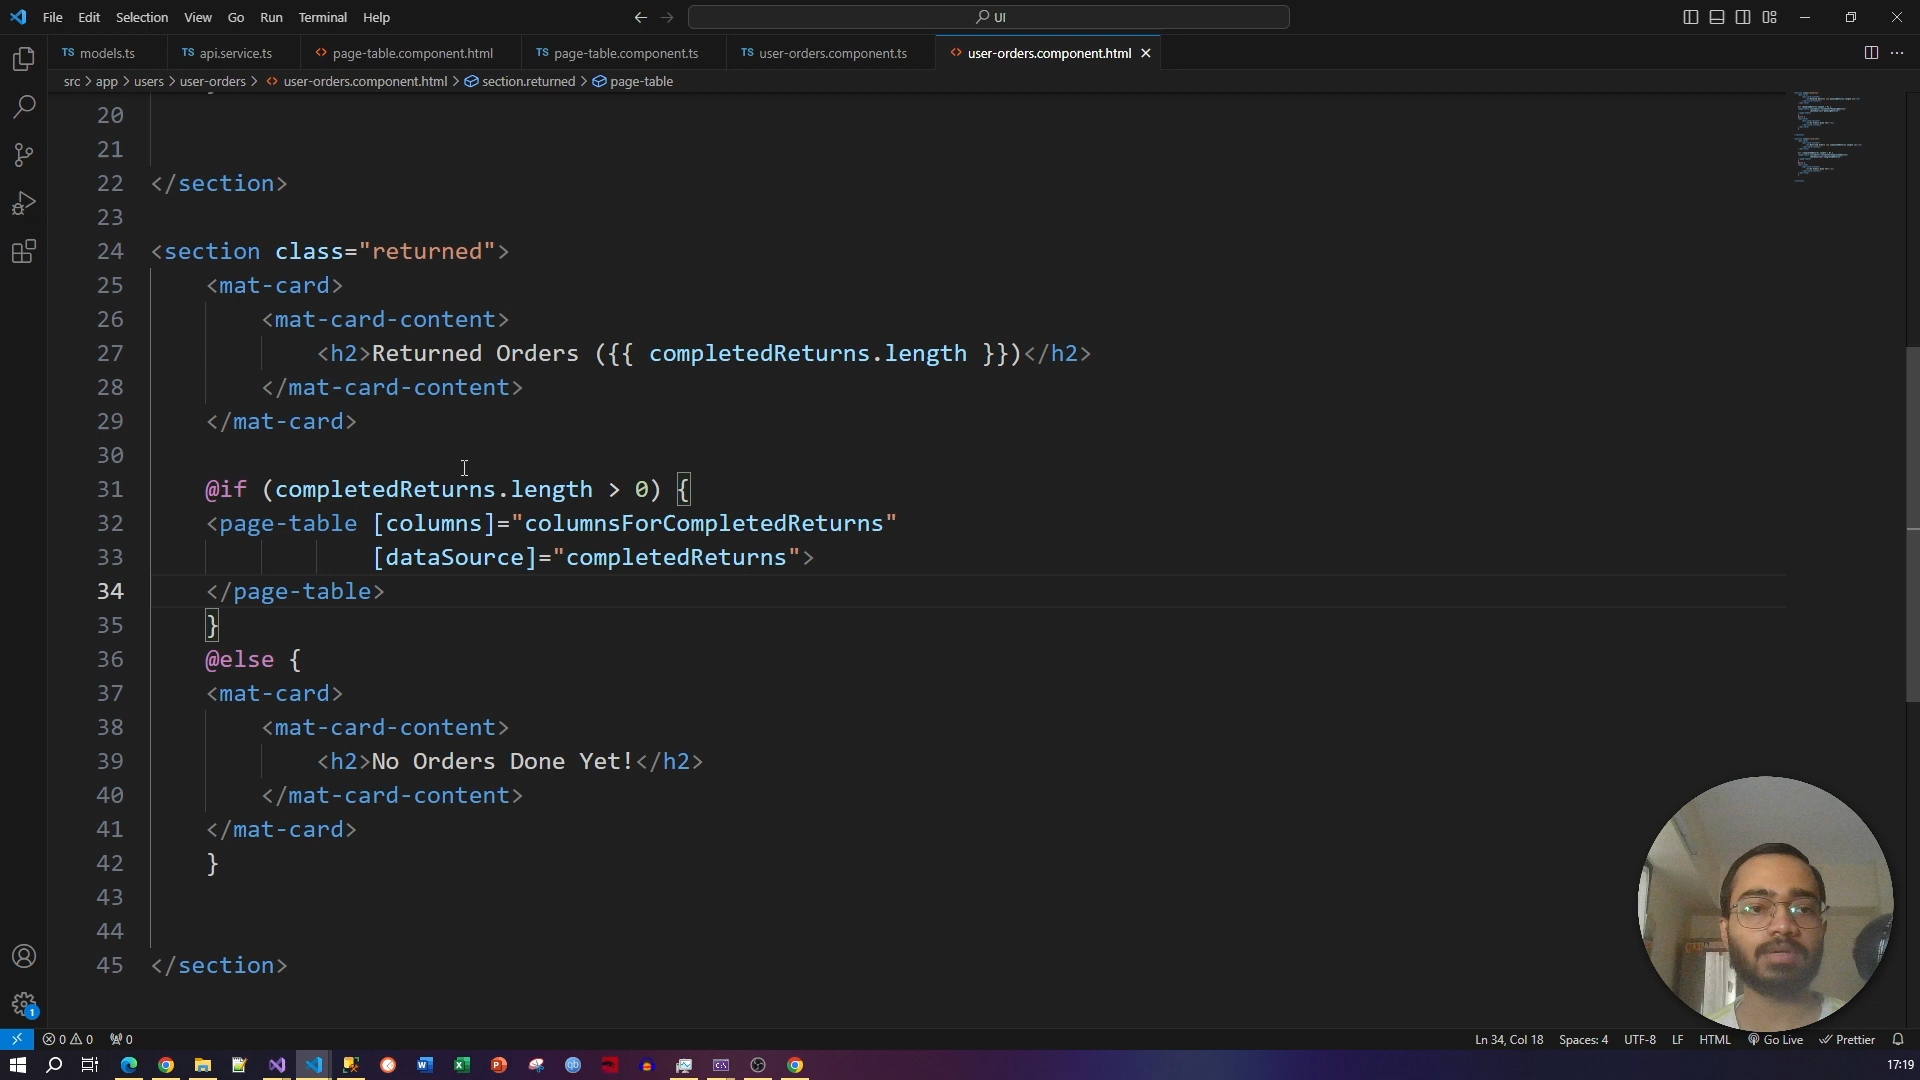 File Edit Selection View Go Run Terminal Help
UI
TS models.ts
TS api.service.ts
page-table.component.html
TS page-table.component.ts
TS user-orders.component.ts
user-orders.component.html
src > app > users > user-orders > user-orders.component.html > section.returned > page-table
20
21
22 </section>
23
24 <section class="returned">
25 <mat-card>
26 <mat-card-content>
27 <h2>Returned Orders ({{ completedReturns.length }})</h2>
28 </mat-card-content>
29 </mat-card>
30
31 @if (completedReturns.length > 0) {
32 <page-table [columns]="columnsForCompletedReturns"
33 [dataSource]="completedReturns">
34 </page-table>
35 }
36 @else {
37 <mat-card>
38 <mat-card-content>
39 <h2>No Orders Done Yet!</h2>
40 </mat-card-content>
41 </mat-card>
42 }
43
44
45 </section>
1
0 0 0
Ln 34, Col 18 Spaces: 4 UTF-8 LF HTML Go Live Prettier
17:19